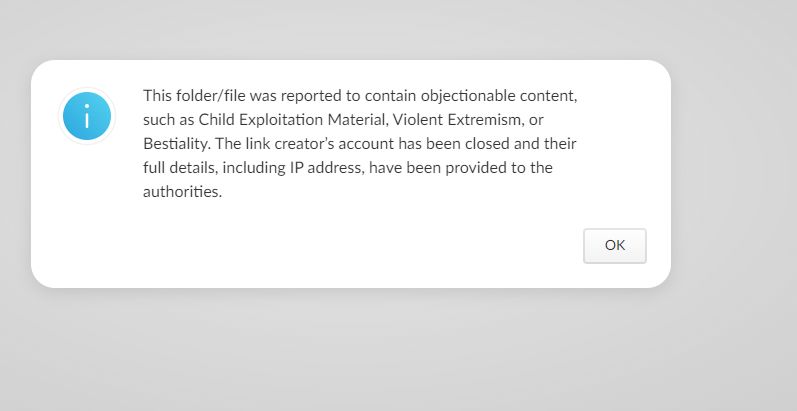 This folder/file was reported to contain objectionable content,
such as Child Exploitation Material, Violent Extremism, or
Bestiality. The link creator’s account has been closed and their
full details, including IP address, have been provided to the
authorities.
OK